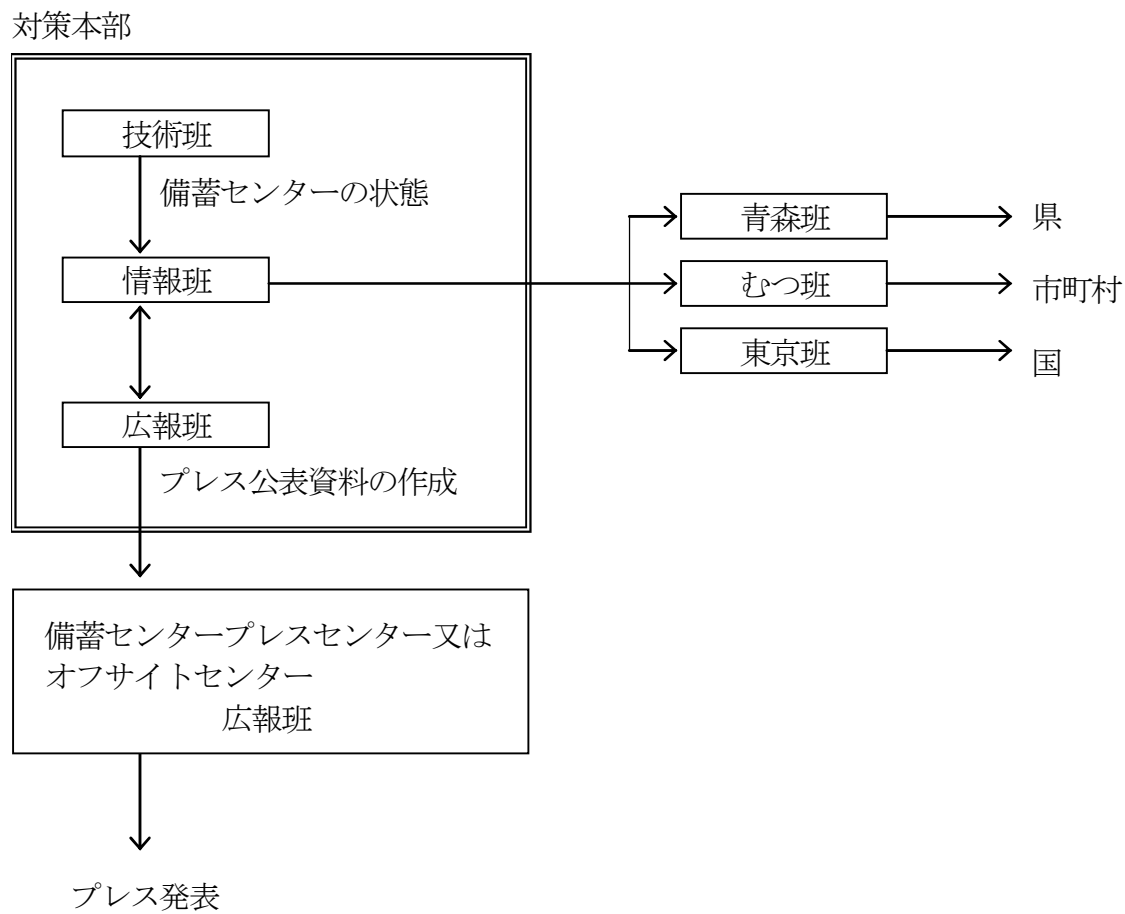 対策本部
技術班
備蓄センターの状態
情報班
広報班
プレス公表資料の作成
青森班
県
むつ班
市町村
東京班
国
備蓄センタープレスセンター又は
オフサイトセンター
広報班
プレス発表